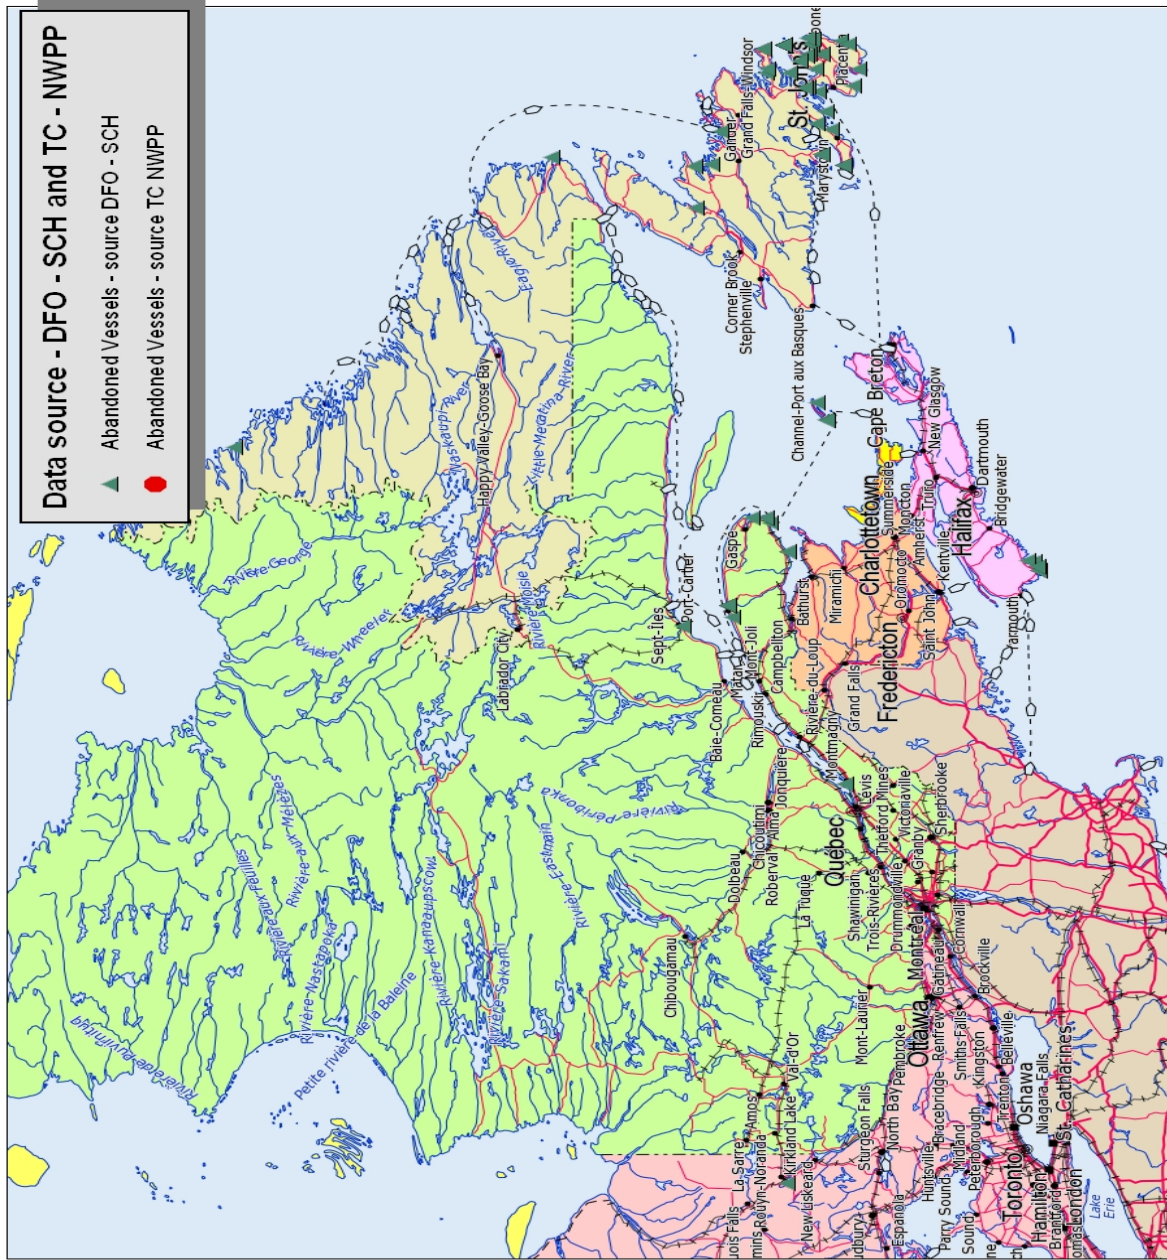 Data source - DFO - SCH and TC - NWPP
Abandoned Vessels - source DFO - SCH
Abandoned Vessels - source TC NWPP
Rivière George
Rivière Wheeler
Naskaupi River
Happy Valley-Goose Bay
Eagle River
Little Mecatina River
Labrador City
Rivière Moisie
Sept-Îles
Port-Cartier
Baie-Comeau
Gaspe
Matan
Mont-Joli
Rimouski
Campbellton
Rivière-du-Loup
Bathurst
Miramichi
Grand Falls
Fredericton
Oromocto
Saint John
Charlottetown
Summerside
Moncton
Amherst
Truro
Kentville
Halifax
Dartmouth
Bridgewater
Yarmouth
New Glasgow
Cape Breton
Channel-Port aux Basques
Corner Brook
Stephenville
Gander
Grand Falls-Windsor
St. John's
Placent
Marystown
Rivière aux Feuilles
Rivière aux Mélèzes
Rivière Nastapoka
Petite rivière de la Baleine
Rivière Kanaaupscow
Rivière Sakami
Rivière Eastmain
Rivière Péribonka
Rivière de Puvirnituq
Chibougamau
Dolbeau
Chicoutimi
Jonquière
Roberval
Alma
La Tuque
Québec
Lévis
Montmagny
Thetford Mines
Victoriaville
Sherbrooke
Granby
Drummondville
Trois-Rivières
Shawinigan
Montréal
Gatineau
Cornwall
Brockville
Ottawa
Mont-Laurier
Val-d'Or
Amos
La-Sarre
Rouyn-Noranda
Kirkland Lake
New Liskeard
Pembroke
Renfrew
Smiths-Falls
Kingston
Belleville
Trenton
Sturgeon Falls
North Bay
Bracebridge
Huntsville
Midland
Peterborough
Parry Sound
Espanola
Oshawa
Toronto
Niagara Falls
St. Catharines
Hamilton
Brantford
London
Lake
Erie